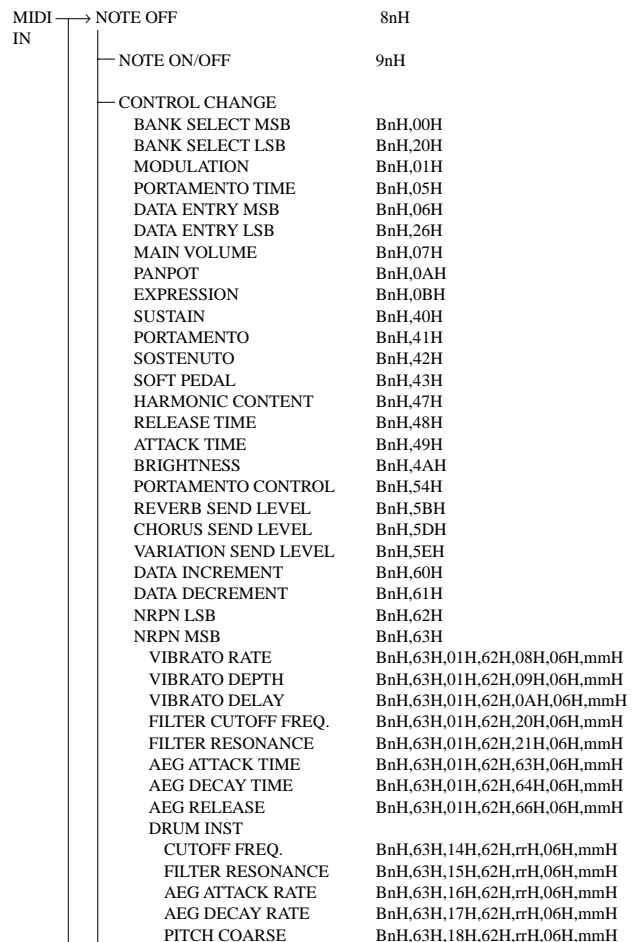 MIDI IN NOTE OFF 8nH
NOTE ON/OFF 9nH
CONTROL CHANGE
BANK SELECT MSB BnH,00H
BANK SELECT LSB BnH,20H
MODULATION BnH,01H
PORTAMENTO TIME BnH,05H
DATA ENTRY MSB BnH,06H
DATA ENTRY LSB BnH,26H
MAIN VOLUME BnH,07H
PANPOT BnH,0AH
EXPRESSION BnH,0BH
SUSTAIN BnH,40H
PORTAMENTO BnH,41H
SOSTENUTO BnH,42H
SOFT PEDAL BnH,43H
HARMONIC CONTENT BnH,47H
RELEASE TIME BnH,48H
ATTACK TIME BnH,49H
BRIGHTNESS BnH,4AH
PORTAMENTO CONTROL BnH,54H
REVERB SEND LEVEL BnH,5BH
CHORUS SEND LEVEL BnH,5DH
VARIATION SEND LEVEL BnH,5EH
DATA INCREMENT BnH,60H
DATA DECREMENT BnH,61H
NRPN LSB BnH,62H
NRPN MSB BnH,63H
VIBRATO RATE BnH,63H,01H,62H,08H,06H,mmH
VIBRATO DEPTH BnH,63H,01H,62H,09H,06H,mmH
VIBRATO DELAY BnH,63H,01H,62H,0AH,06H,mmH
FILTER CUTOFF FREQ. BnH,63H,01H,62H,20H,06H,mmH
FILTER RESONANCE BnH,63H,01H,62H,21H,06H,mmH
AEG ATTACK TIME BnH,63H,01H,62H,63H,06H,mmH
AEG DECAY TIME BnH,63H,01H,62H,64H,06H,mmH
AEG RELEASE BnH,63H,01H,62H,66H,06H,mmH
DRUM INST
CUTOFF FREQ. BnH,63H,14H,62H,rrH,06H,mmH
FILTER RESONANCE BnH,63H,15H,62H,rrH,06H,mmH
AEG ATTACK RATE BnH,63H,16H,62H,rrH,06H,mmH
AEG DECAY RATE BnH,63H,17H,62H,rrH,06H,mmH
PITCH COARSE BnH,63H,18H,62H,rrH,06H,mmH